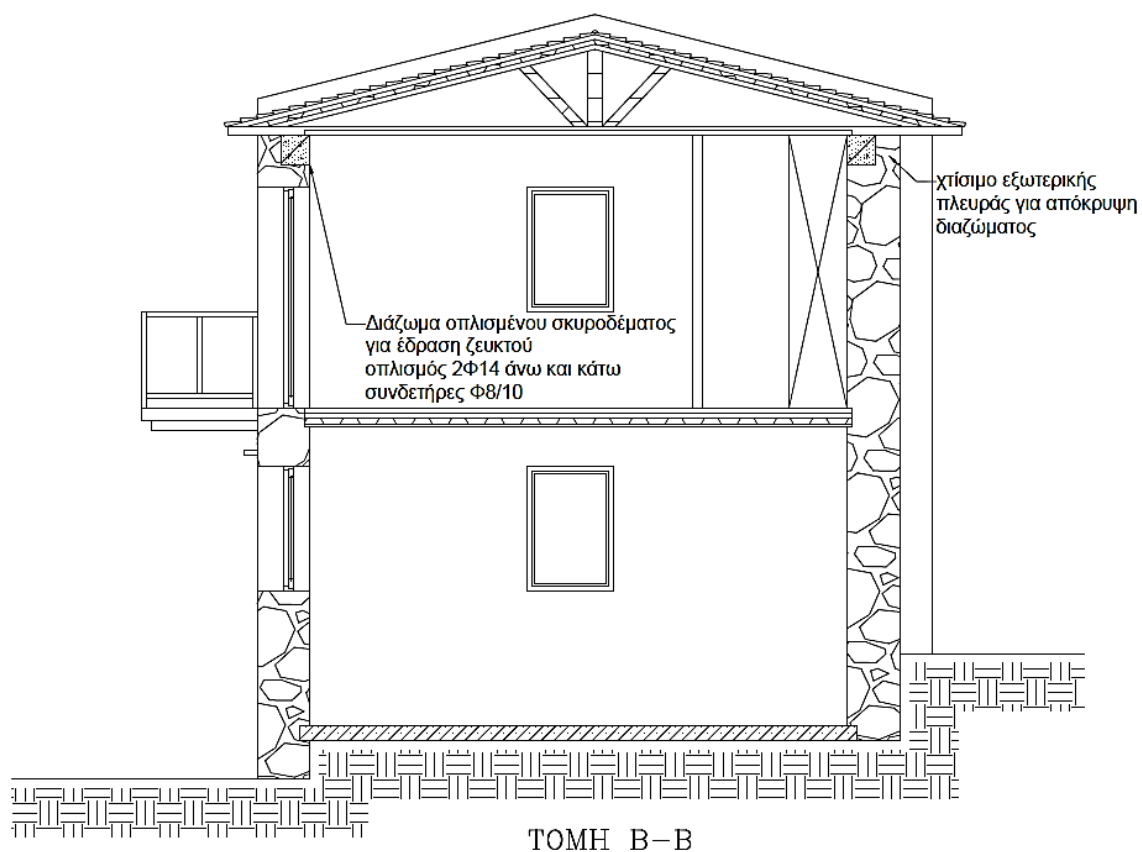 χτίσιμο εξωτερικής
πλευράς για απόκρυψη
διαζώματος
Διάζωμα οπλισμένου σκυροδέματος
για έδραση ζευκτού
οπλισμός 2Φ14 άνω και κάτω
συνδετήρες Φ8/10
ΤΟΜΗ Β-Β